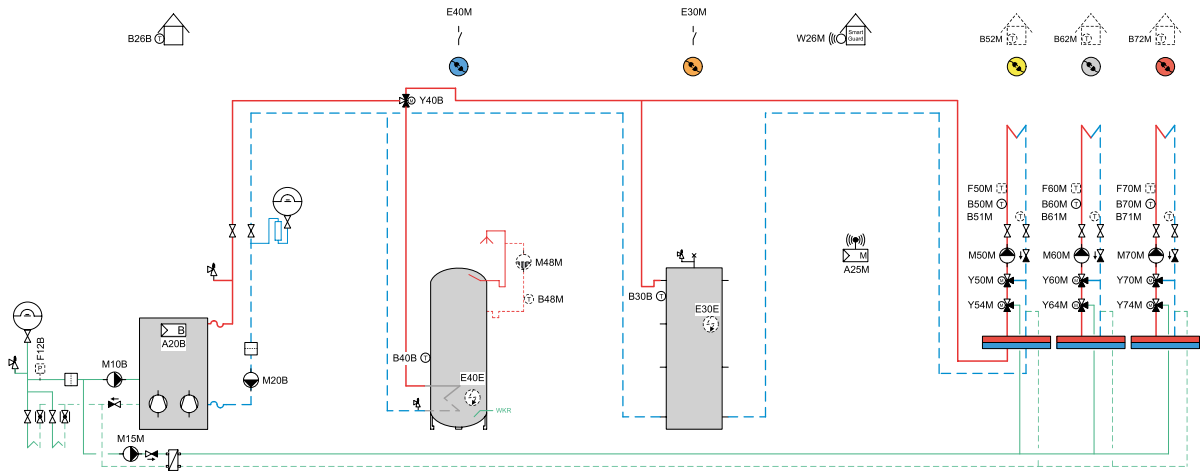 E40M
E30M
B26B
T
W26M
Smart
Guard
B52M
T
B62M
T
B72M
T
Y40B
M
F50M
T
F60M
T
F70M
T
B50M
T
B60M
T
B70M
T
B51M
T
B61M
T
B71M
T
M50M
M60M
M70M
Y50M
M
Y60M
M
Y70M
M
Y54M
M
Y64M
M
Y74M
M
M48M
B48M
T
M
A25M
B30B
T
E30E
B
A20B
F12B
P
M10B
M20B
B40B
T
E40E
WKR
M15M